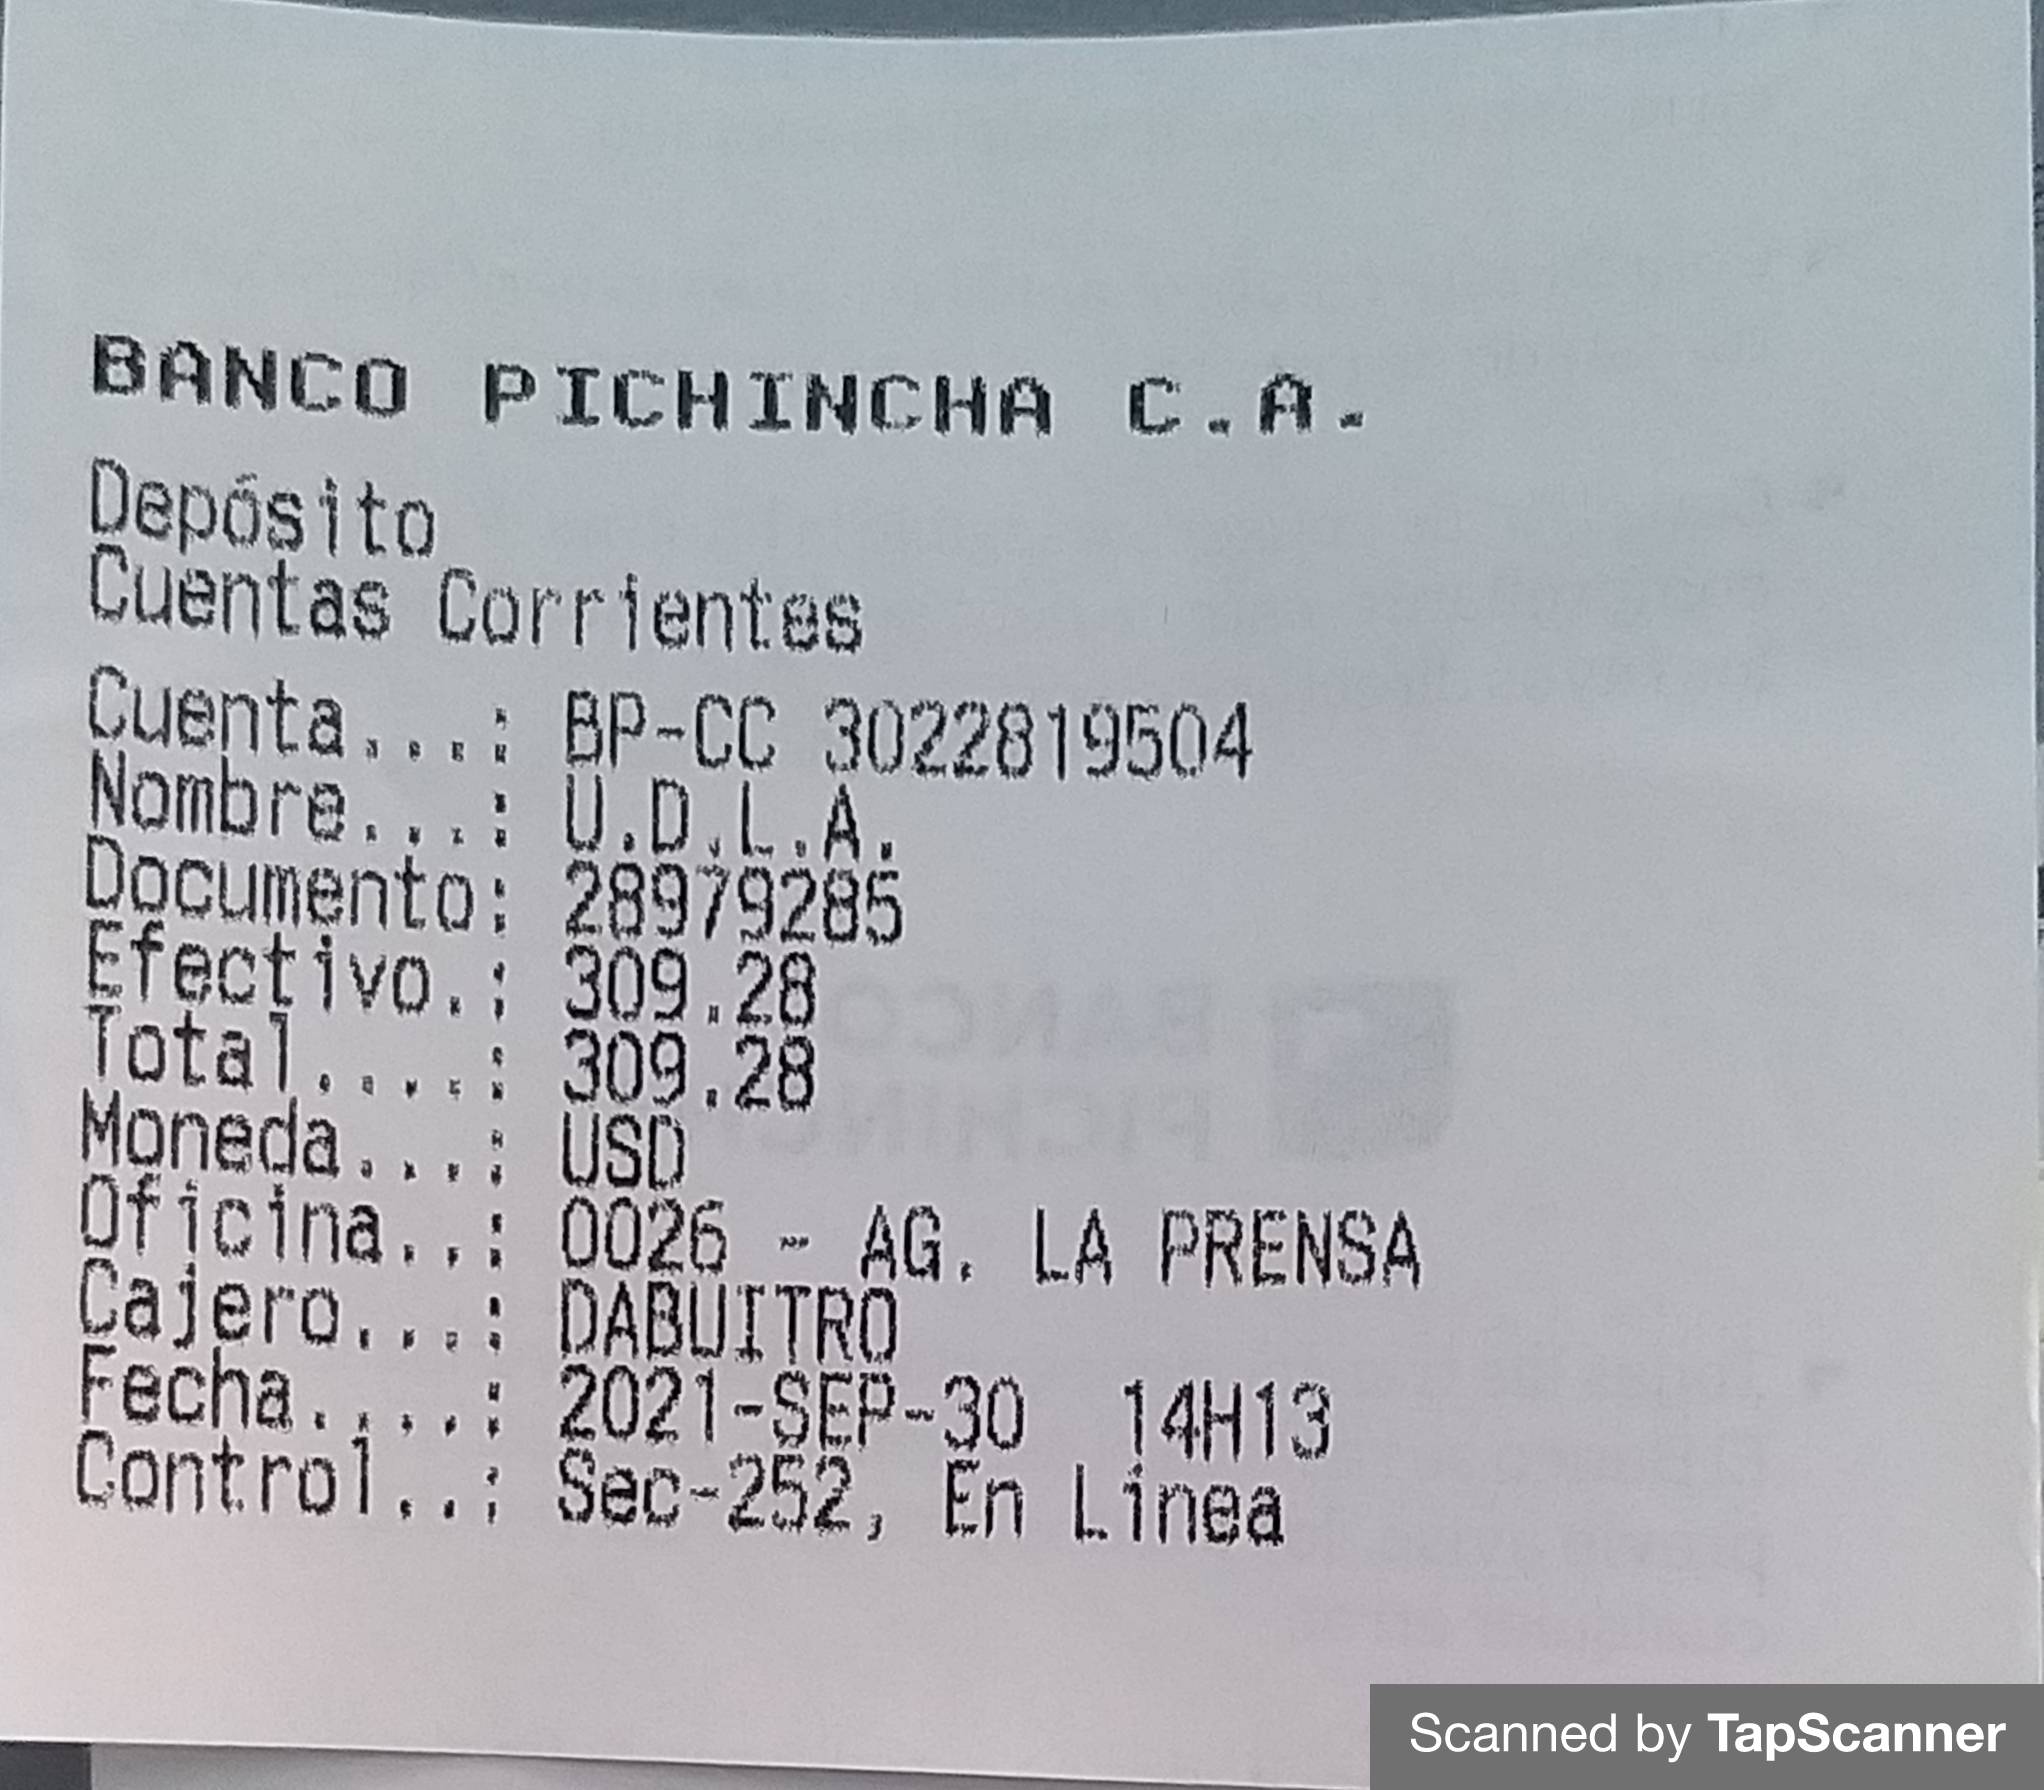 BANCO PICHINCHA C.A.
Depósito
Cuentas Corrientes
Cuenta...: BP-CC 3022819504
Nombre...: U.D.L.A.
Documento: 28979285
Efectivo.: 309.28
Total....: 309.28
Moneda...: USD
Oficina..: 0026 - AG. LA PRENSA
Cajero...: DABUITRO
Fecha....: 2021-SEP-30 14H13
Control..: Sec-252, En Línea
BANCO
Scanned by TapScanner